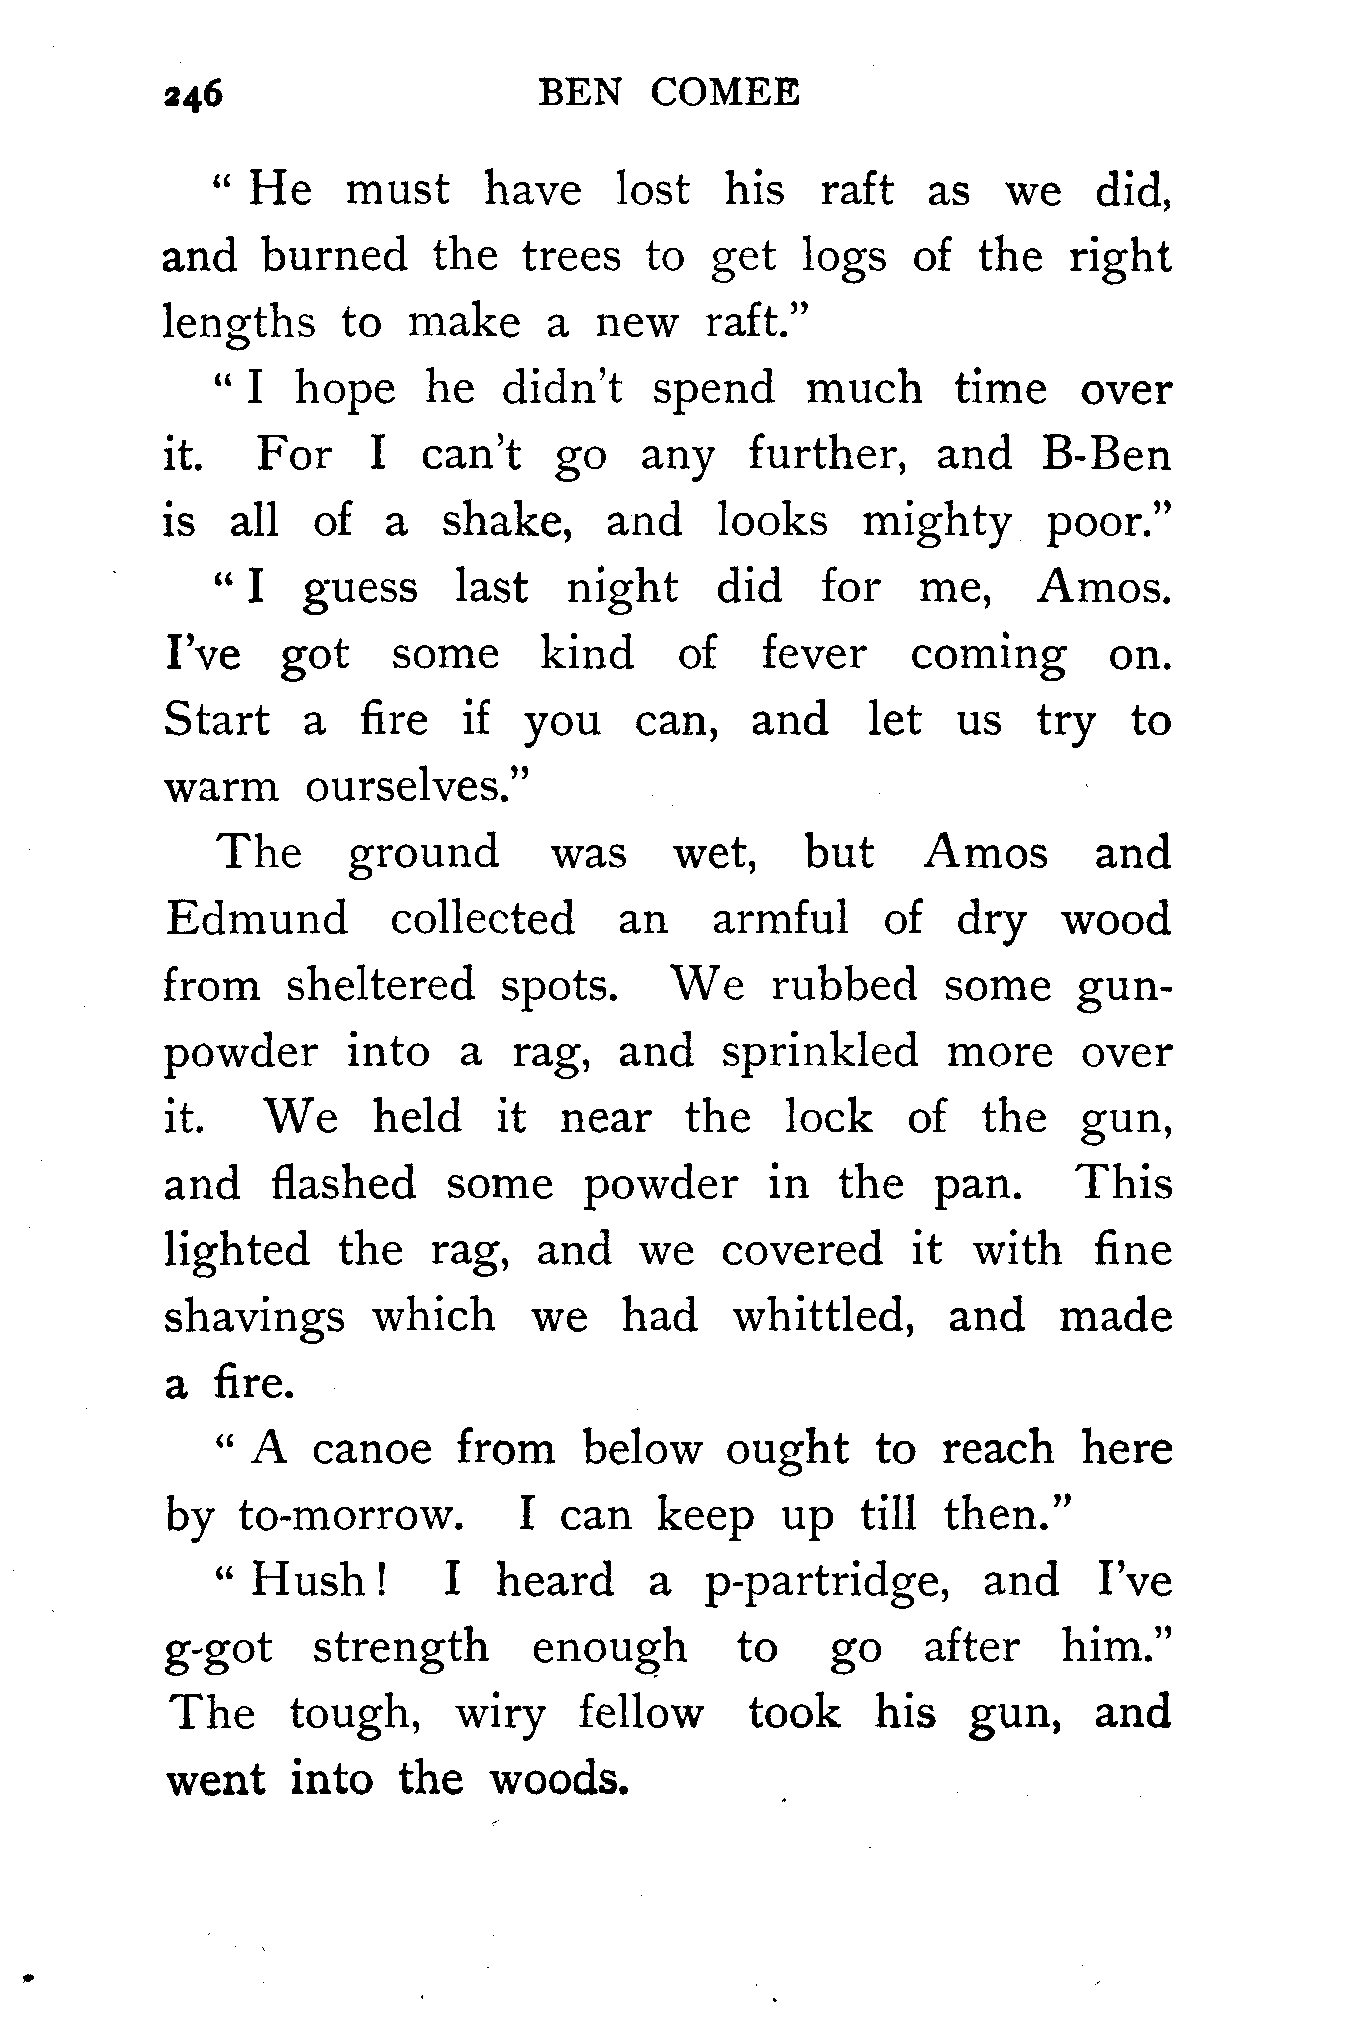 246 BEN COMEE
“ He must have lost his raft as we did,
and burned the trees to get logs of the right
lengths to make a new raft.”
“ I hope he didn’t spend much time over
it. For I can’t go any further, and B-Ben
is all of a shake, and looks mighty poor.”
“ I guess last night did for me, Amos.
I’ve got some kind of fever coming on.
Start a fire if you can, and let us try to
warm ourselves.”
The ground was wet, but Amos and
Edmund collected an armful of dry wood
from sheltered spots. We rubbed some gun-
powder into a rag, and sprinkled more over
it. We held it near the lock of the gun,
and flashed some powder in the pan. This
lighted the rag, and we covered it with fine
shavings which we had whittled, and made
a fire.
“ A canoe from below ought to reach here
by to-morrow. I can keep up till then.”
“ Hush ! I heard a p-partridge, and I’ve
g-got strength enough to go after him.”
The tough, wiry fellow took his gun, and
went into the woods.